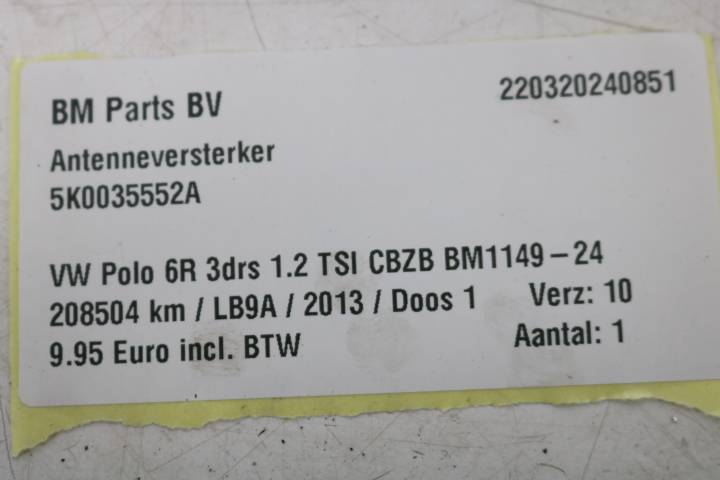 BM Parts BV 220320240851
Antenneversterker
5K0035552A
VW Polo 6R 3drs 1.2 TSI CBZB BM1149-24
208504 km / LB9A / 2013 / Doos 1 Verz: 10
9.95 Euro incl. BTW Aantal: 1